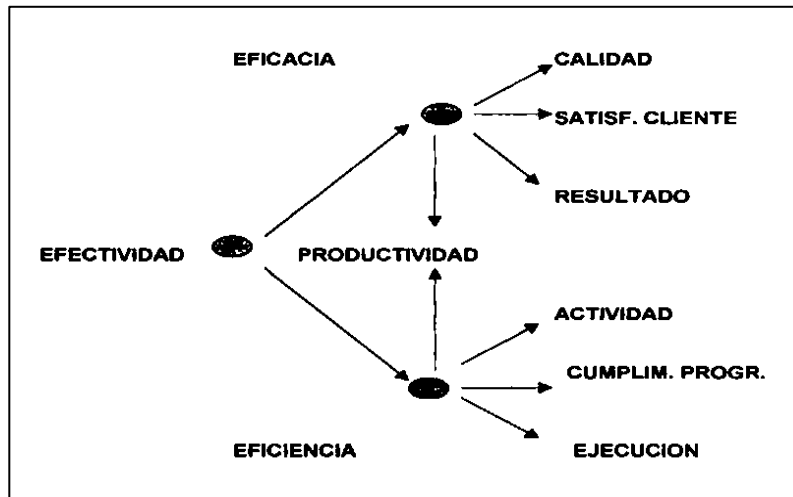 EFICACIA
CALIDAD
SATISF. CLIENTE
RESULTADO
EFECTIVIDAD
PRODUCTIVIDAD
ACTIVIDAD
CUMPLIM. PROGR.
EFICIENCIA
EJECUCION